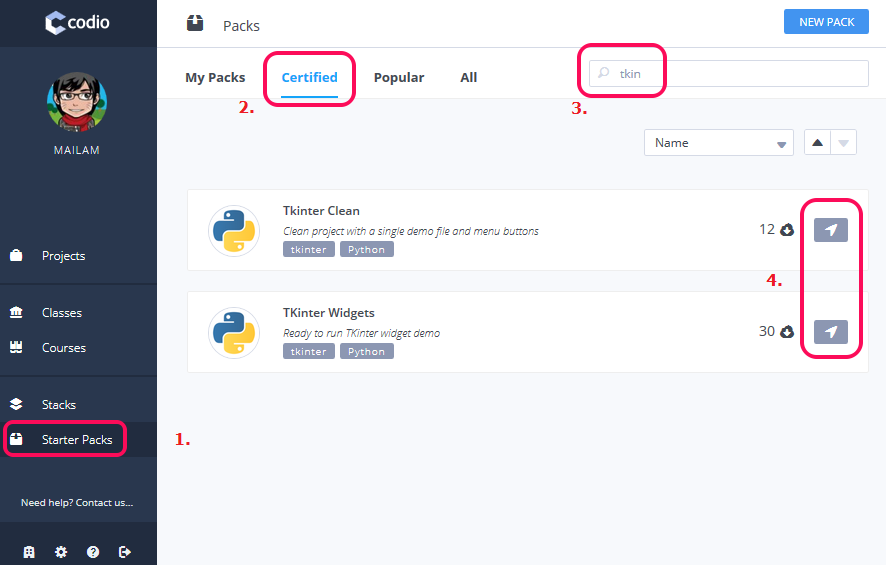 codio
Packs
NEW PACK
MAILAM
My Packs
Certified
Popular
All
tkin
2.
3.
Name
Projects
Classes
Courses
Stacks
Starter Packs
1.
Need help? Contact us...
Tkinter Clean
Clean project with a single demo file and menu buttons
tkinter Python
12
4.
TKinter Widgets
Ready to run TKinter widget demo
tkinter Python
30